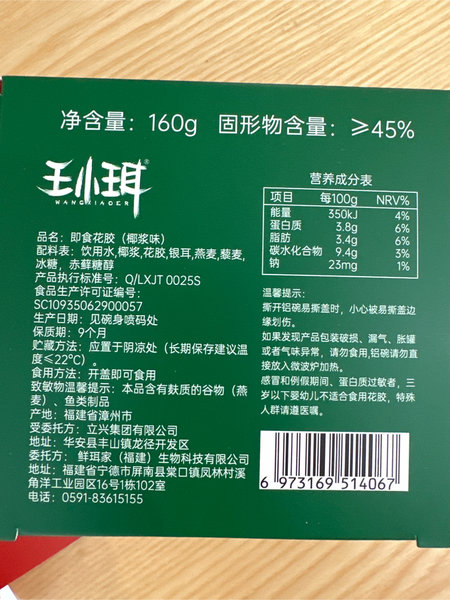 净含量：160g 固形物含量：≥45%
王小珥®
WANGXIAOER
品名：即食花胶（椰浆味）
配料表：饮用水,椰浆,花胶,银耳,燕麦,藜麦,
冰糖，赤藓糖醇
产品执行标准号：Q/LXJT 0025S
食品生产许可证编号：
SC10935062900057
生产日期：见碗身喷码处
保质期：9个月
贮藏方法：应置于阴凉处（长期保存建议温
度≤22℃）。
食用方法：开盖即可食用
致敏物温馨提示：本品含有麸质的谷物（燕
麦）、鱼类制品
产地：福建省漳州市
受托方：立兴集团有限公司
地址：华安县丰山镇龙径开发区
委托方：鲜珥家（福建）生物科技有限公司
地址：福建省宁德市屏南县棠口镇凤林村溪
角洋工业园区16号1栋102室
电话：0591-83615155
营养成分表
项目 每100g NRV%
能量 350kJ 4%
蛋白质 3.8g 6%
脂肪 3.4g 6%
碳水化合物 9.4g 3%
钠 23mg 1%
温馨提示：
撕开铝碗易撕盖时，小心被易撕盖边
缘划伤。
如果发现产品包装破损、漏气、胀罐
或者气味异常，请勿食用,铝碗请勿直
接放入微波炉加热。
感冒和例假期间、蛋白质过敏者，三
岁以下婴幼儿不适合食用花胶，特殊
人群请遵医嘱。
6 973169 514067